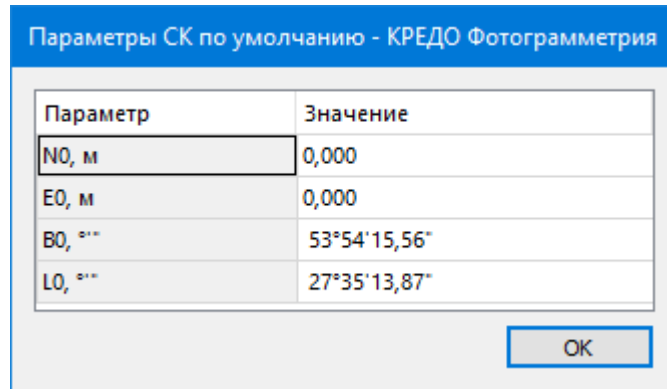 Параметры СК по умолчанию - КРЕДО Фотограмметрия
Параметр Значение
N0, м 0,000
E0, м 0,000
B0, °'" 53°54'15,56"
L0, °'" 27°35'13,87"
OK